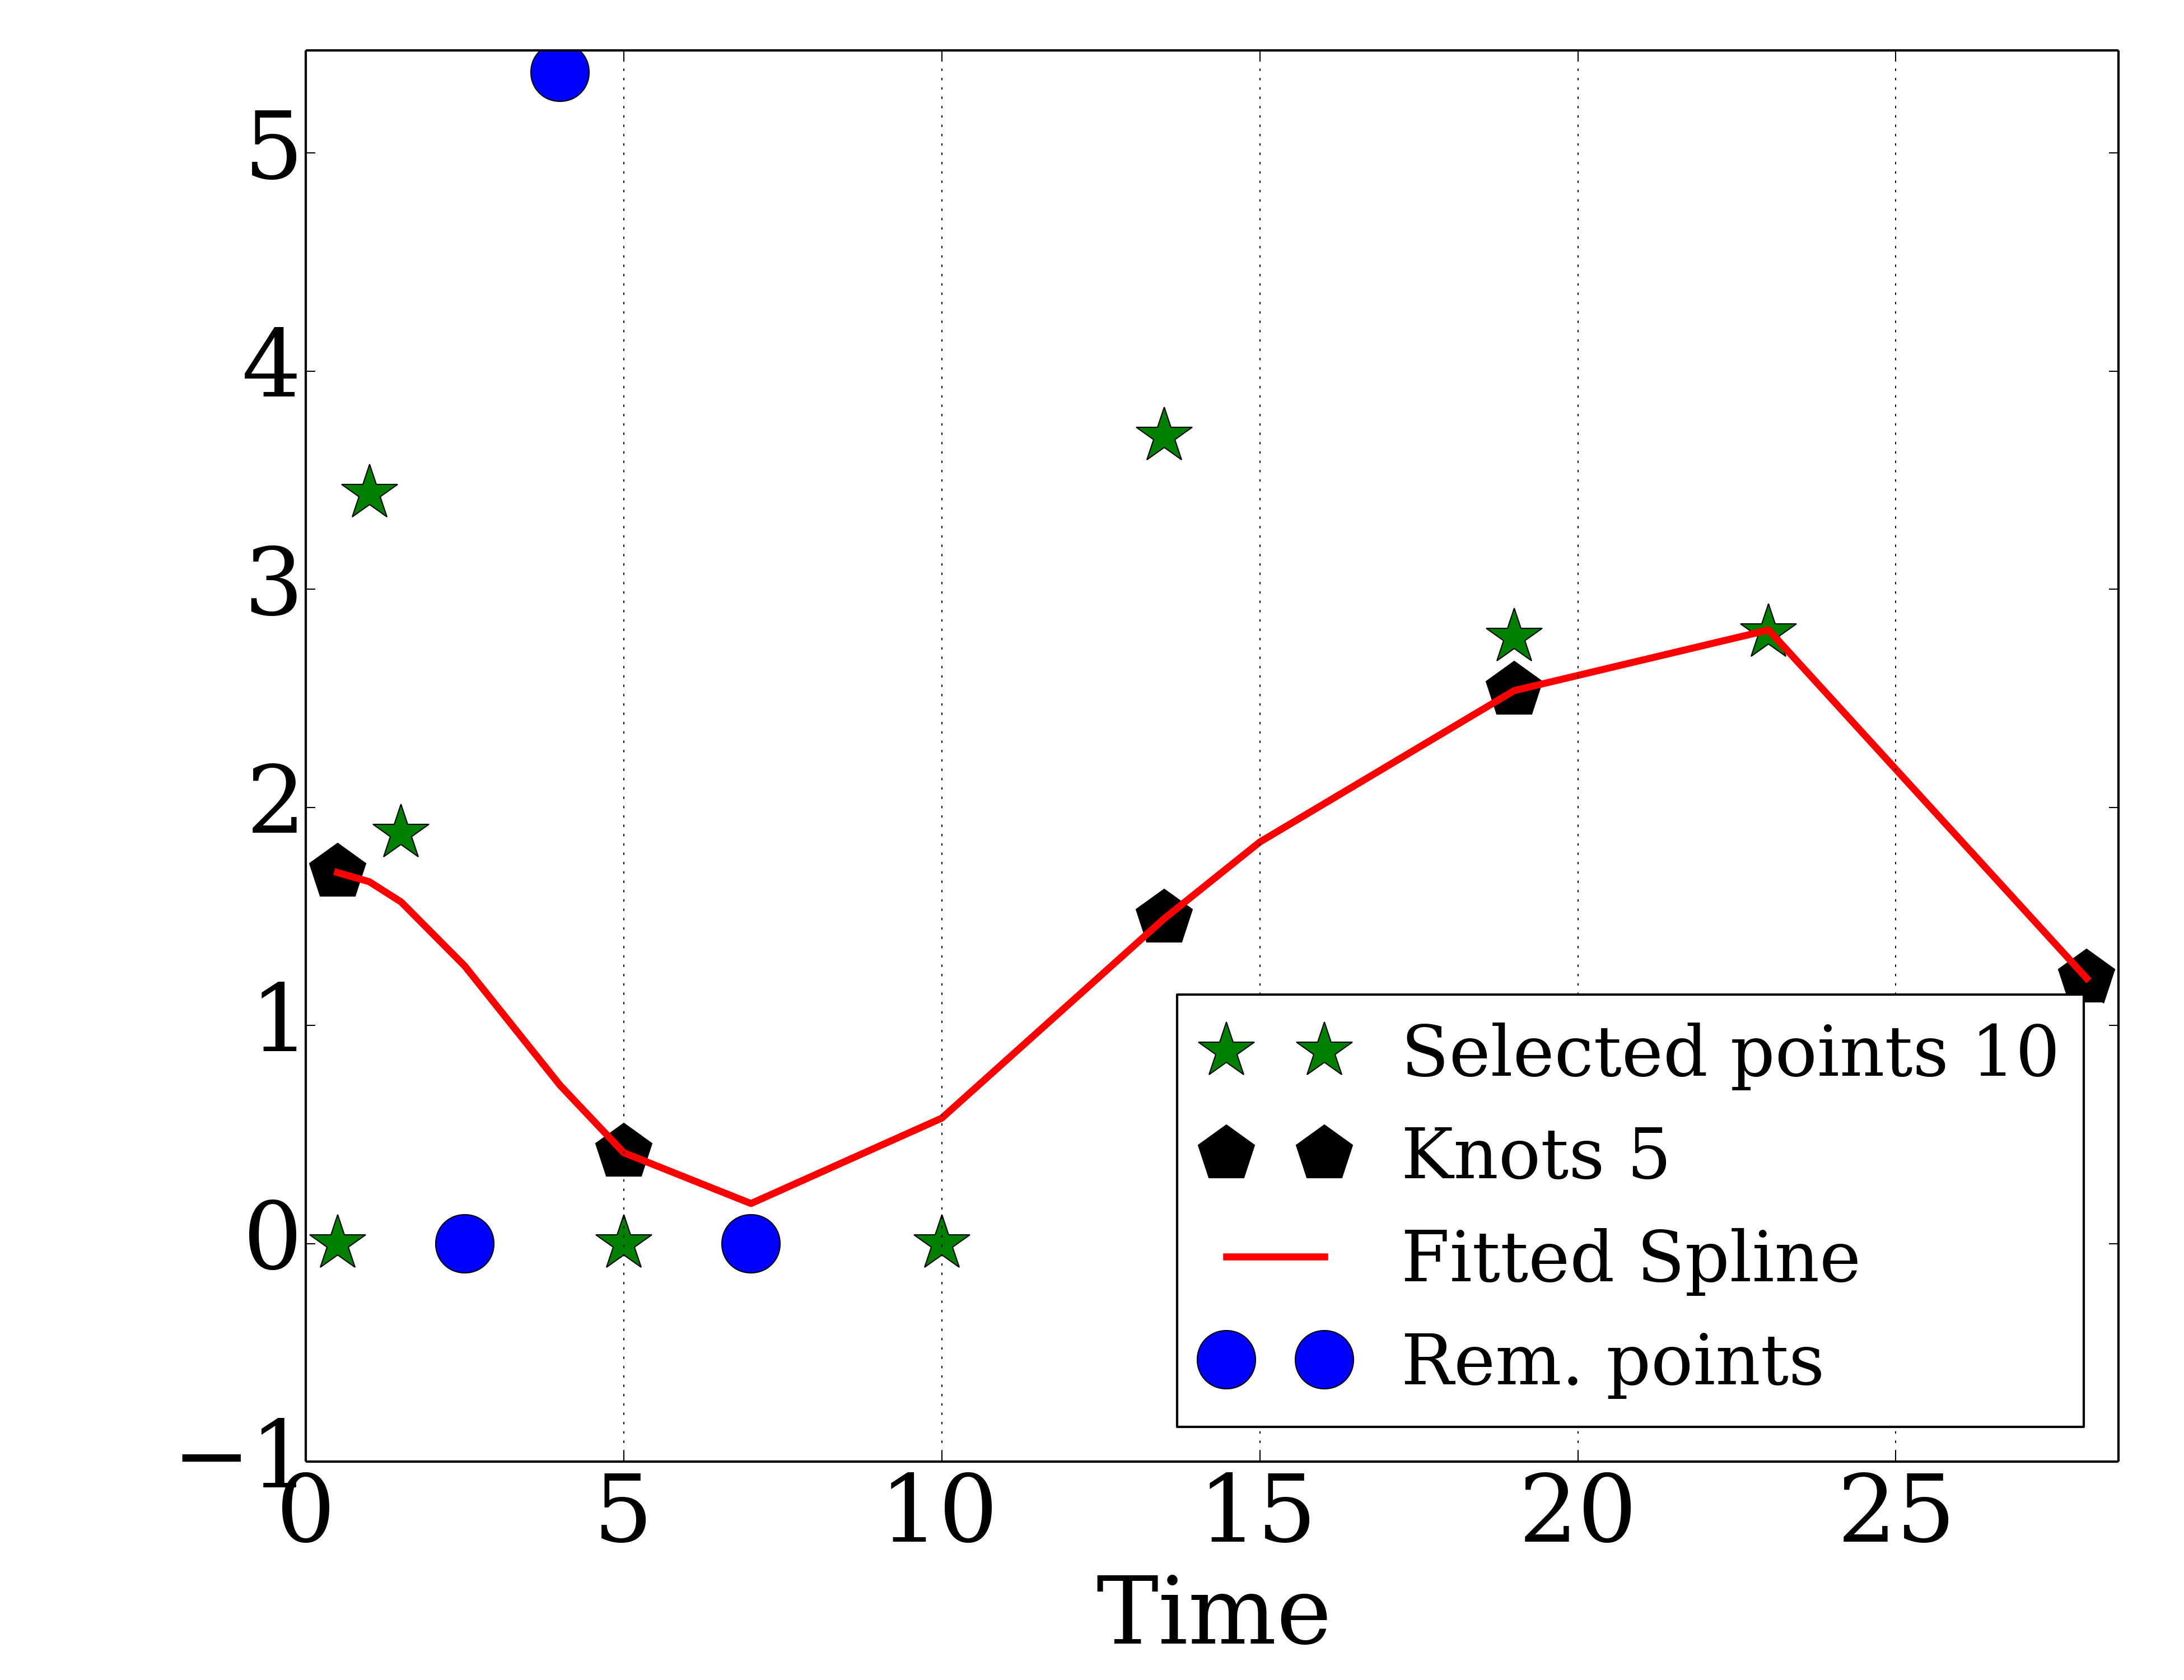 5
4
3
2
1
0
−1
Selected points 10
Knots 5
Fitted Spline
Rem. points
0 5 10 15 20 25
Time